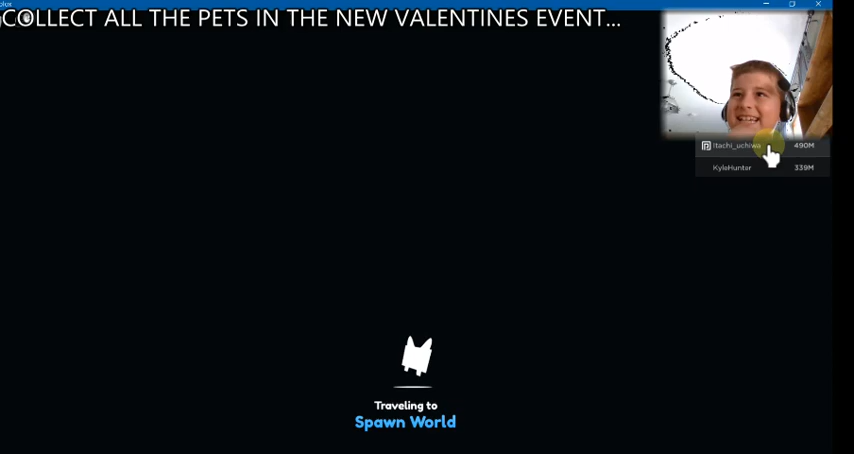 COLLECT ALL THE PETS IN THE NEW VALENTINES EVENT...
Itachi_uchiwa 490M
KyleHunter 339M
Traveling to
Spawn World